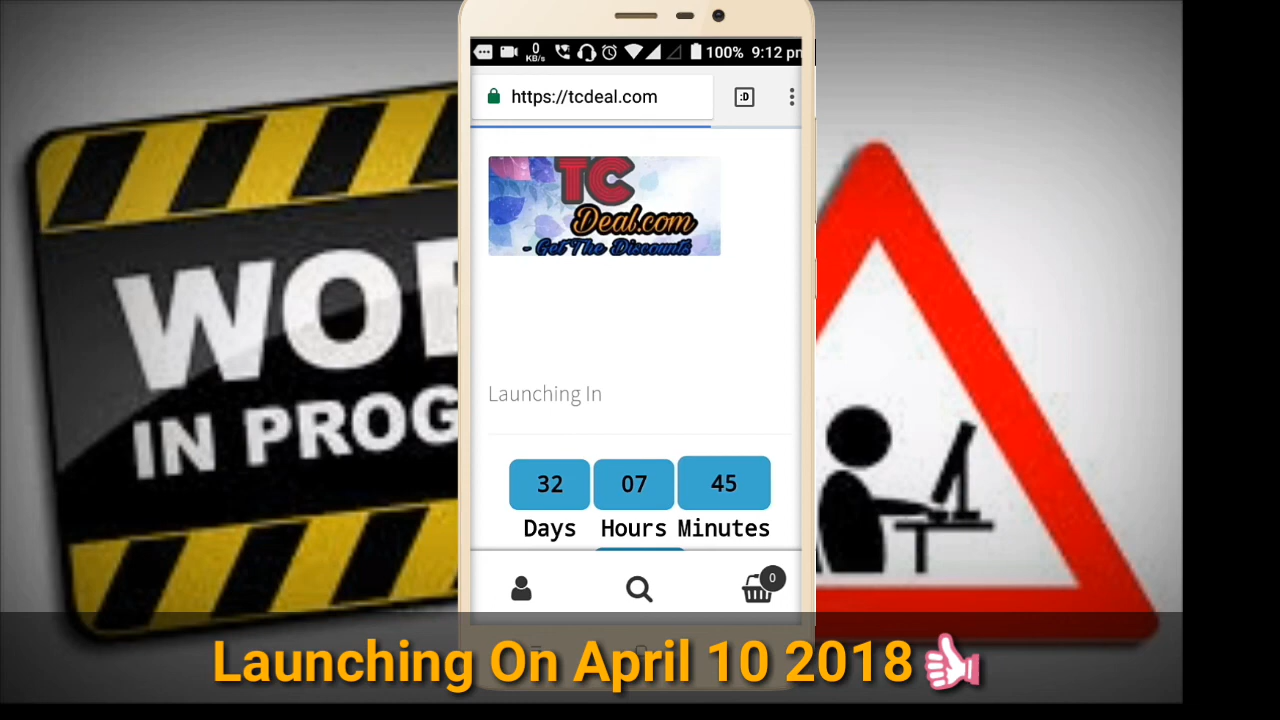 0
KB/s
100% 9:12 pm
https://tcdeal.com
:D
TC
Deal.com
- Get The Discounts
WOR
IN PROG
Launching In
32 07 45
Days Hours Minutes
0
Launching On April 10 2018